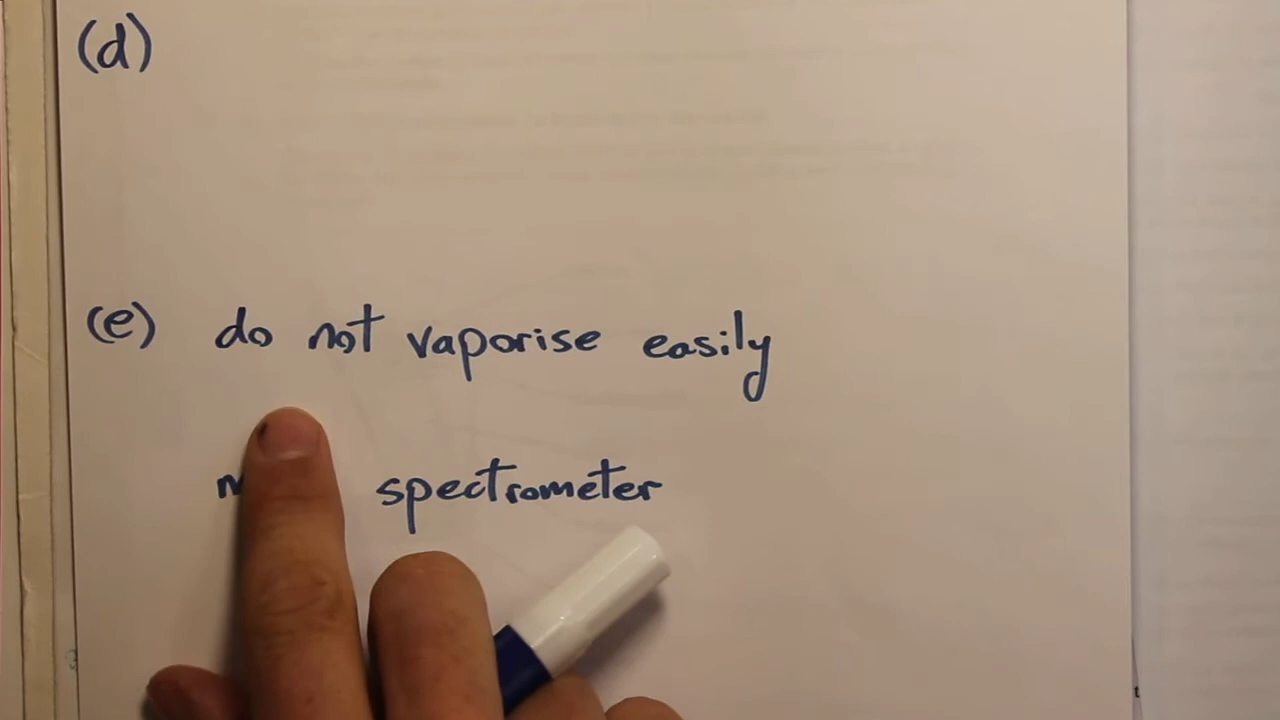 (d)
(e) do not vaporise easily
spectrometer